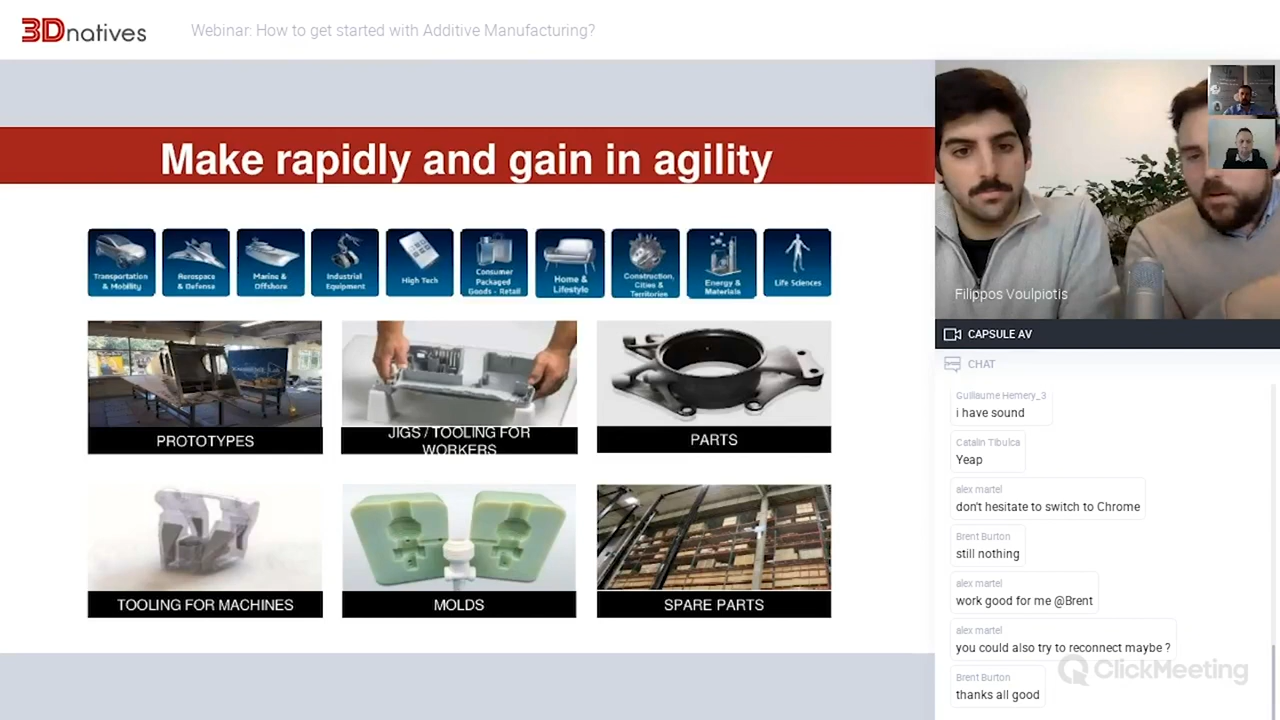 3Dnatives
Webinar: How to get started with Additive Manufacturing?
Make rapidly and gain in agility
Transportation
& Mobility
Aerospace
& Defense
Marine &
Offshore
Industrial
Equipment
High Tech
Consumer
Packaged
Goods - Retail
Home &
Lifestyle
Construction,
Cities &
Territories
Energy &
Materials
Life Sciences
PROTOTYPES
JIGS / TOOLING FOR
WORKERS
PARTS
TOOLING FOR MACHINES
MOLDS
SPARE PARTS
Filippos Voulpiotis
CAPSULE AV
CHAT
Guillaume Hemery_3
i have sound
Catalin Tibulca
Yeap
alex martel
don't hesitate to switch to Chrome
Brent Burton
still nothing
alex martel
work good for me @Brent
alex martel
you could also try to reconnect maybe ?
ClickMeeting
Brent Burton
thanks all good